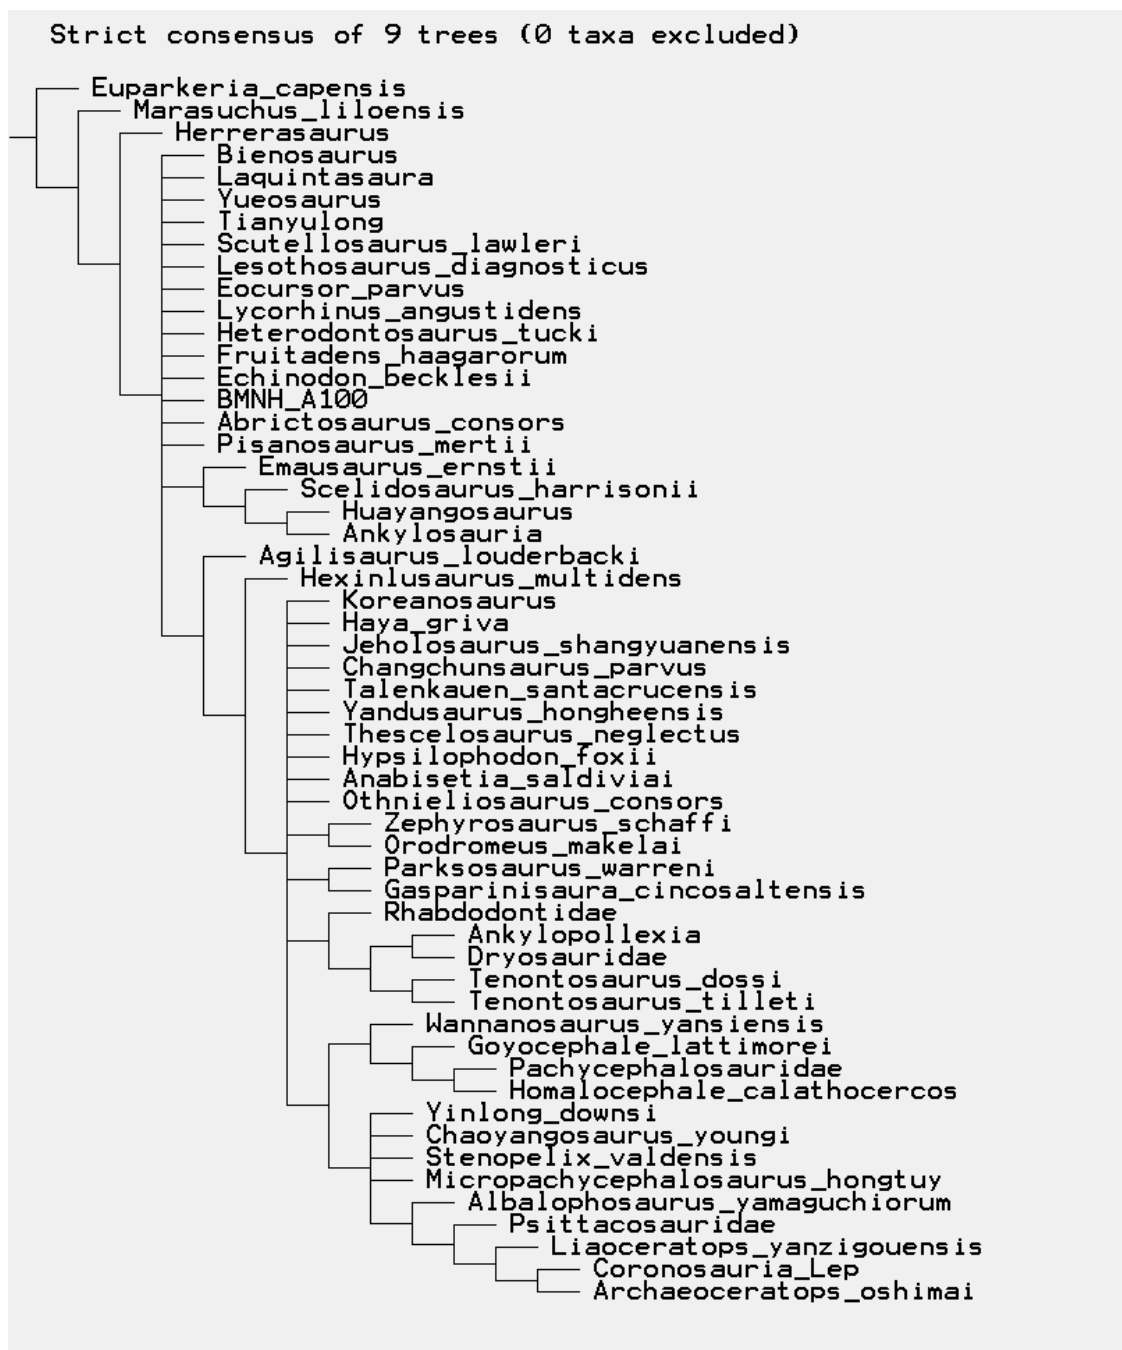 Strict consensus of 9 trees (0 taxa excluded)
Euparkeria_capensis
Marasuchus_liloensis
Herrerasaurus
Bienosaurus
Laquintasaura
Yueosaurus
Tianyulong
Scutellosaurus_lawleri
Lesothosaurus_diagnosticus
Eocursor_parvus
Lycorhinus_angustidens
Heterodontosaurus_tucki
Fruitadens_haagarorum
Echinodon_becklesii
BMNH_A100
Abrictosaurus_consors
Pisanosaurus_mertii
Emausaurus_ernstii
Scelidosaurus_harrisonii
Huayangosaurus
Ankylosauria
Agilisaurus_louderbacki
Hexinlusaurus_multidens
Koreanosaurus
Haya_griva
Jeholosaurus_shangyuanensis
Changchunsaurus_parvus
Talenkauen_santacrucensis
Yandusaurus_hongheensis
Thescelosaurus_neglectus
Hypsilophodon_foxii
Anabisetia_saldiviai
Othnieliosaurus_consors
Zephyrosaurus_schaffi
Orodromeus_makelai
Parksosaurus_warreni
Gasparinisaura_cincosaltensis
Rhabdodontidae
Ankylopollexia
Dryosauridae
Tenontosaurus_dossi
Tenontosaurus_tilleti
Wannanosaurus_yansiensis
Goyocephale_lattimorei
Pachycephalosauridae
Homalocephale_calathocercos
Yinlong_downsi
Chaoyangosaurus_youngi
Stenopelix_valdensis
Micropachycephalosaurus_hongtuy
Albalophosaurus_yamaguchiorum
Psittacosauridae
Liaoceratops_yanzigouensis
Coronosauria_Lep
Archaeoceratops_oshimai